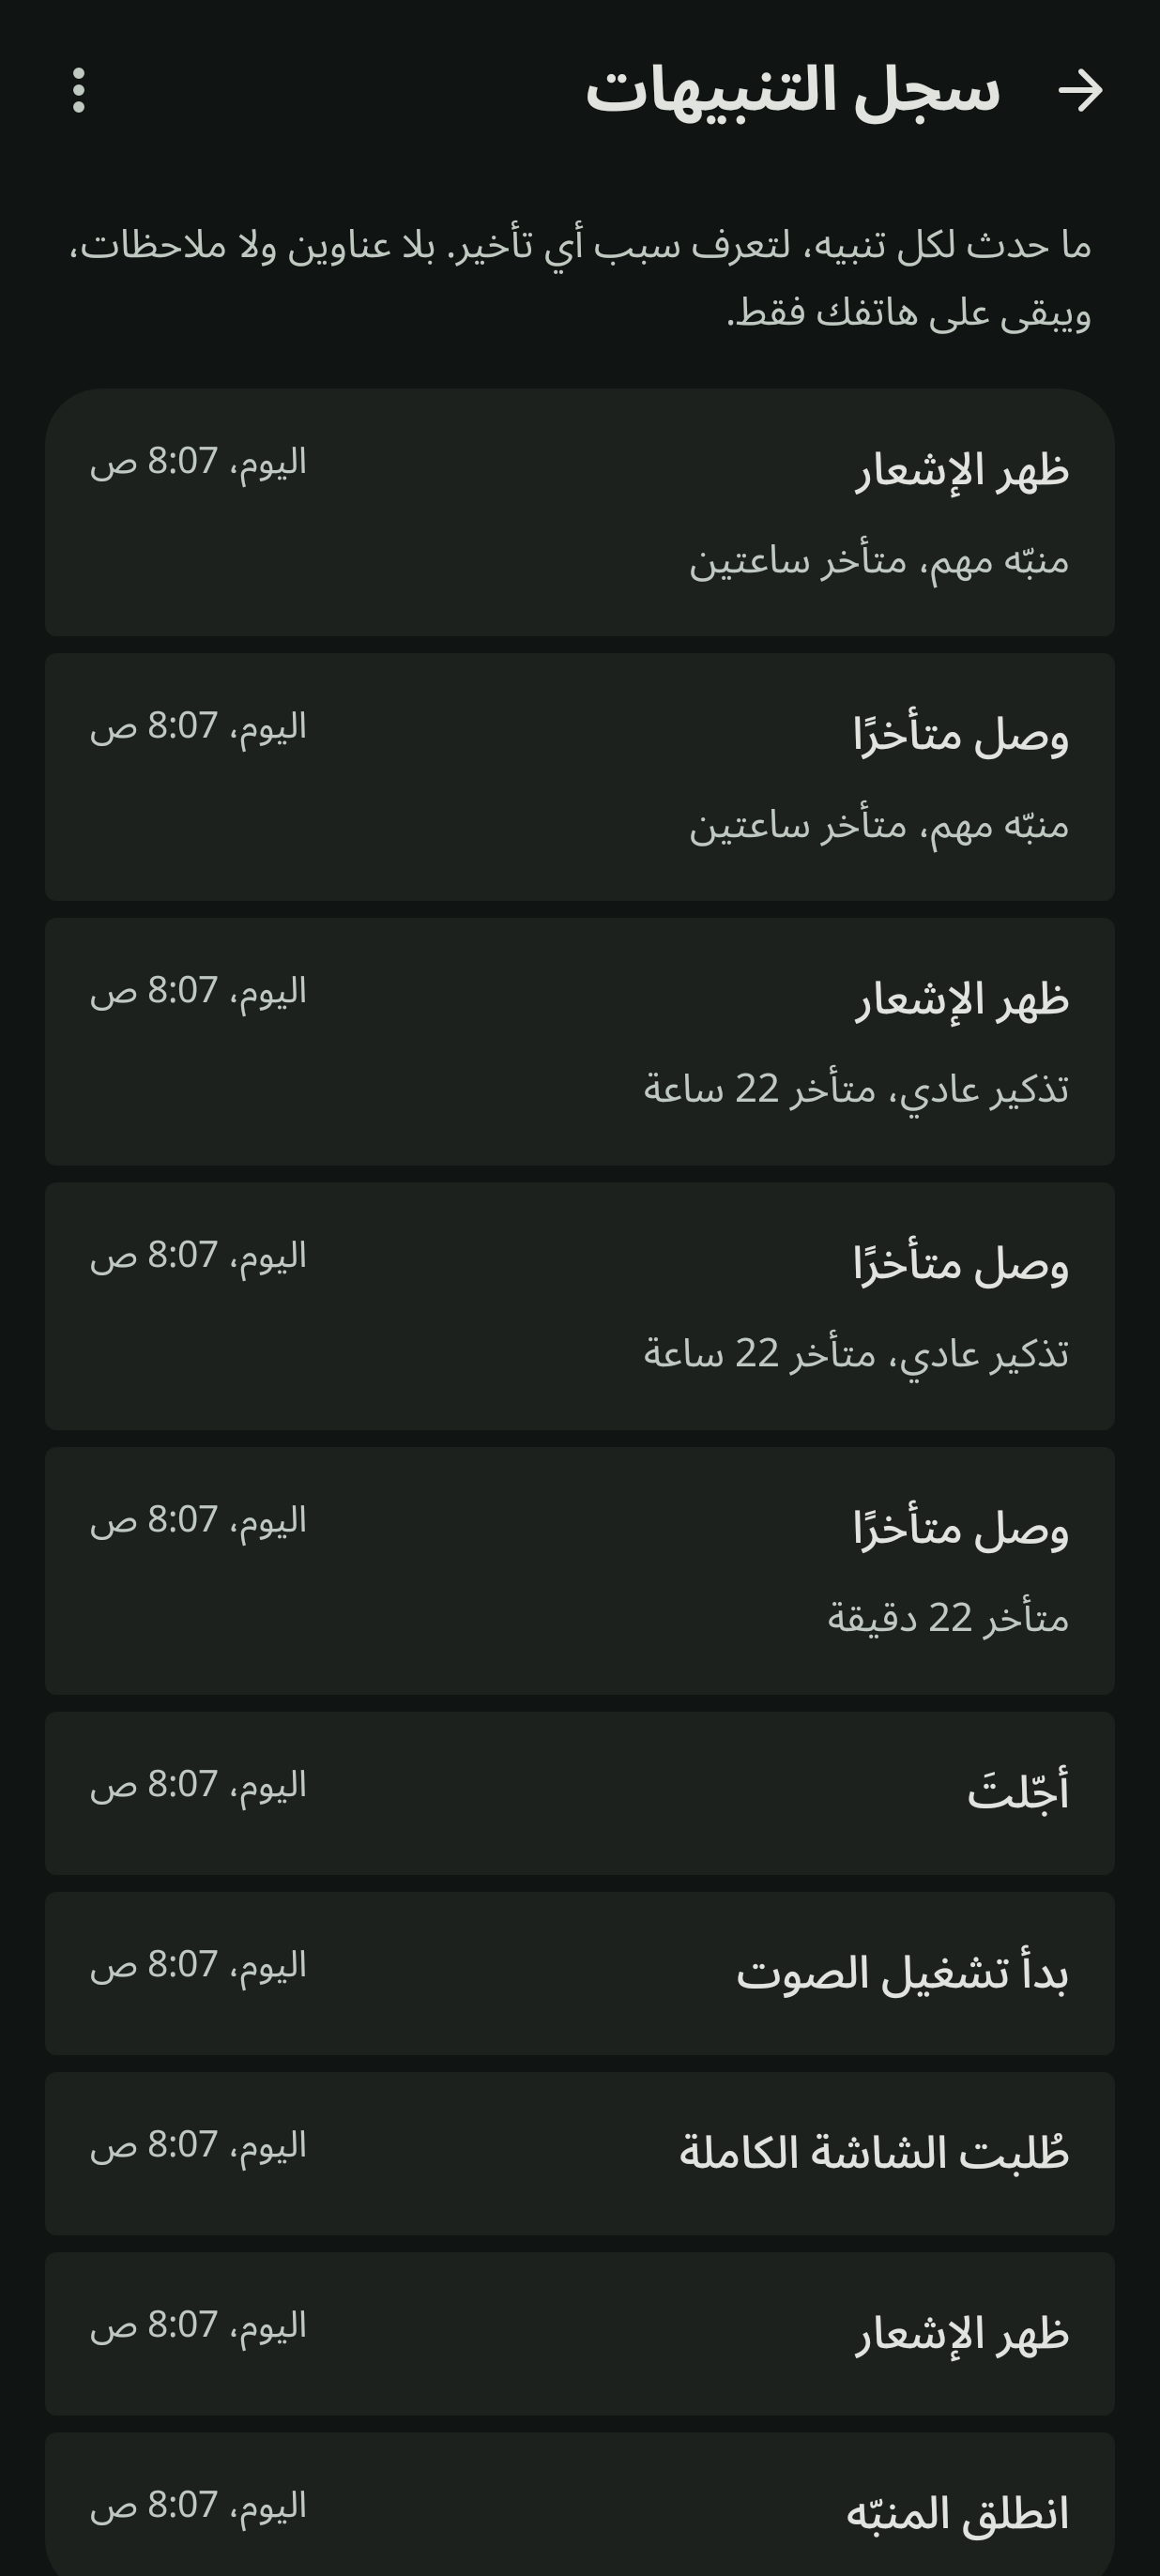 سجل التنبيهات
ما حدث لكل تنبيه، لتعرف سبب أي تأخير. بلا عناوين ولا ملاحظات،
ويبقى على هاتفك فقط.
ظهر الإشعار
اليوم، 8:07 ص
منبّه مهم، متأخر ساعتين
وصل متأخرًا
اليوم، 8:07 ص
منبّه مهم، متأخر ساعتين
ظهر الإشعار
اليوم، 8:07 ص
تذكير عادي، متأخر 22 ساعة
وصل متأخرًا
اليوم، 8:07 ص
تذكير عادي، متأخر 22 ساعة
وصل متأخرًا
اليوم، 8:07 ص
متأخر 22 دقيقة
أجّلتَ
اليوم، 8:07 ص
بدأ تشغيل الصوت
اليوم، 8:07 ص
طُلبت الشاشة الكاملة
اليوم، 8:07 ص
ظهر الإشعار
اليوم، 8:07 ص
انطلق المنبّه
اليوم، 8:07 ص